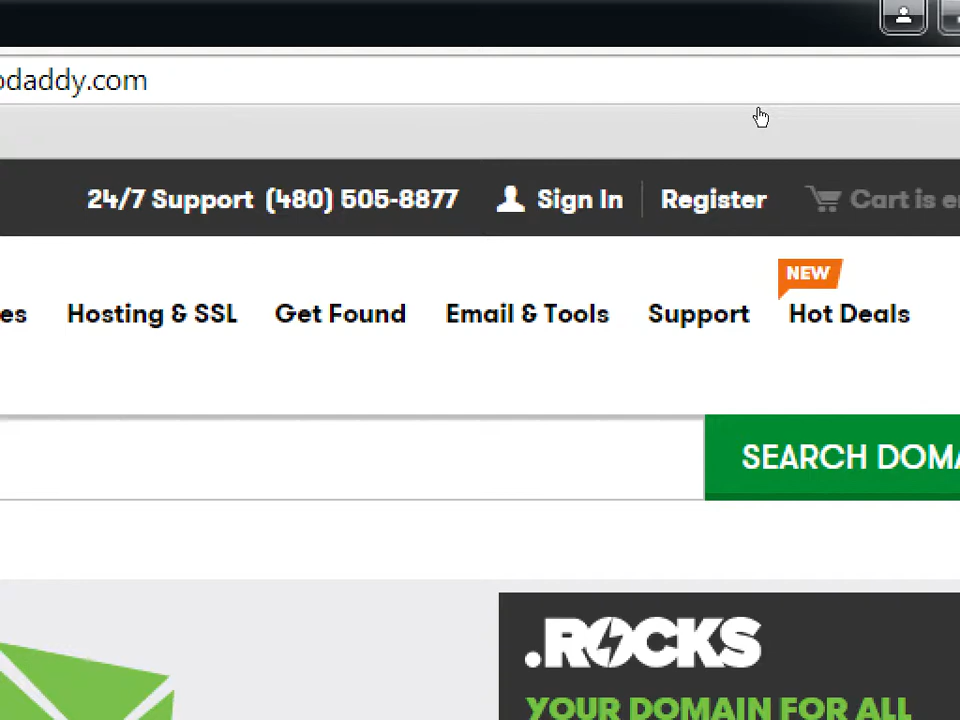 odaddy.com
24/7 Support (480) 505-8877 Sign In Register Cart is e
NEW
es Hosting & SSL Get Found Email & Tools Support Hot Deals
SEARCH DOMA
.ROCKS
YOUR DOMAIN FOR ALL